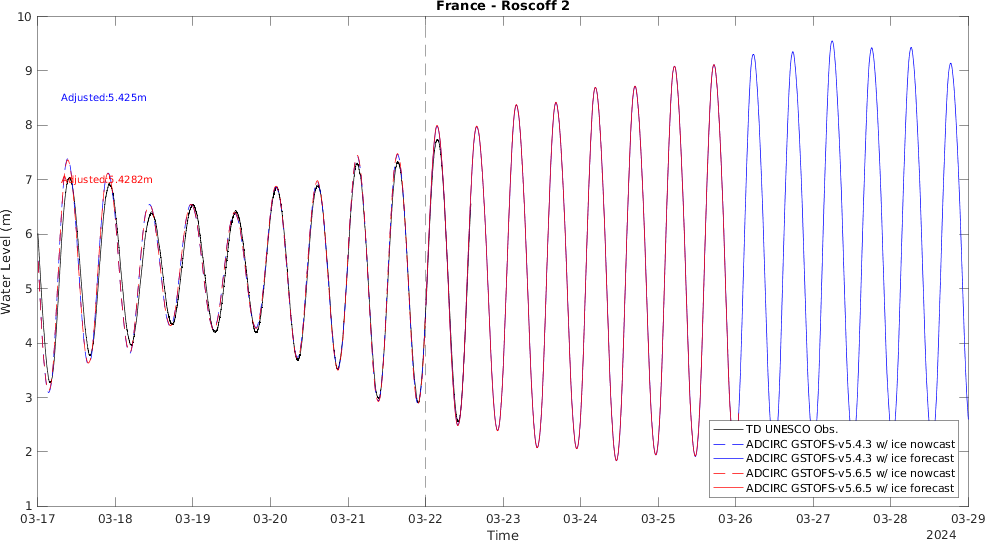 France - Roscoff 2
10
9
8
7
6
5
4
3
2
1
Water Level (m)
Adjusted:5.425m
Adjusted:5.4282m
TD UNESCO Obs.
ADCIRC GSTOFS-v5.4.3 w/ ice nowcast
ADCIRC GSTOFS-v5.4.3 w/ ice forecast
ADCIRC GSTOFS-v5.6.5 w/ ice nowcast
ADCIRC GSTOFS-v5.6.5 w/ ice forecast
03-17 03-18 03-19 03-20 03-21 03-22 03-23 03-24 03-25 03-26 03-27 03-28 03-29
Time
2024